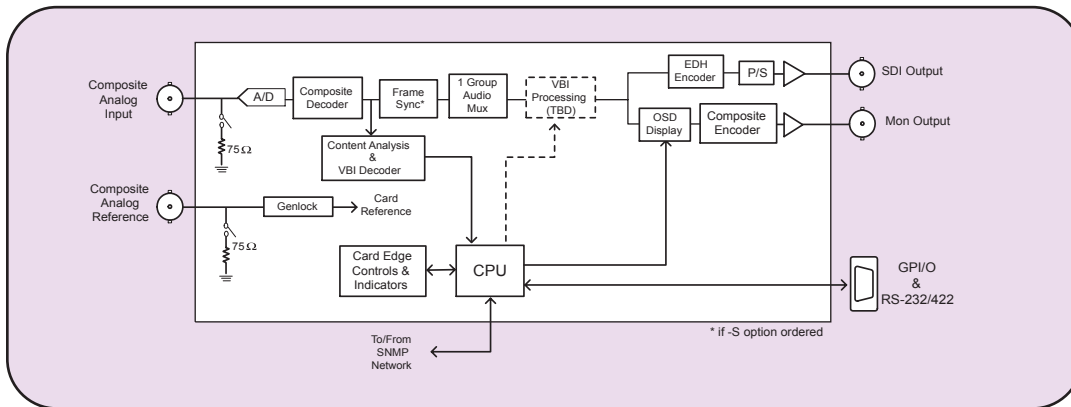 Composite
Analog
Input
75Ω
A/D
Composite
Decoder
Frame
Sync*
1 Group
Audio
Mux
VBI
Processing
(TBD)
EDH
Encoder
P/S
SDI Output
OSD
Display
Composite
Encoder
Mon Output
Content Analysis
&
VBI Decoder
Composite
Analog
Reference
75Ω
Genlock
Card
Reference
Card Edge
Controls &
Indicators
CPU
GPI/O
&
RS-232/422
* if -S option ordered
To/From
SNMP
Network